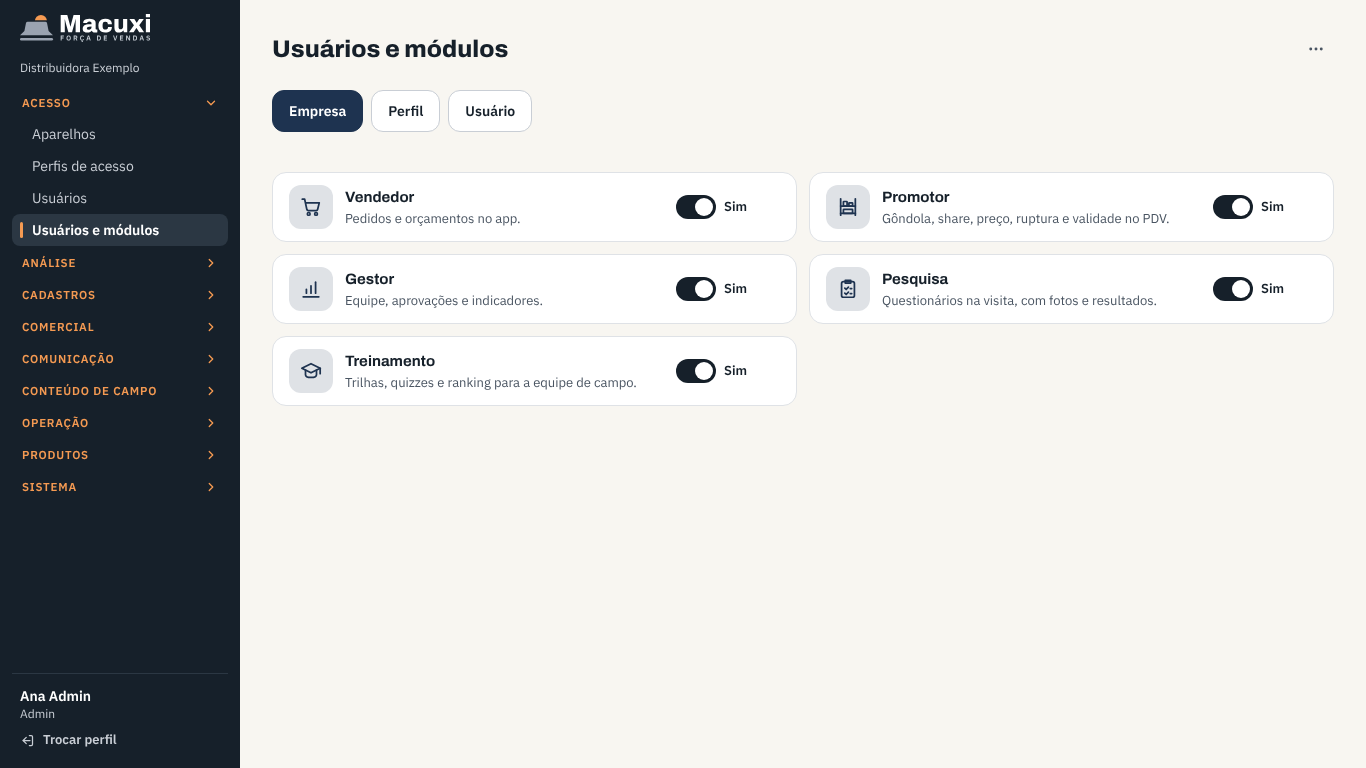 Macuxi
FORÇA DE VENDAS
Distribuidora Exemplo
ACESSO
Aparelhos
Perfis de acesso
Usuários
Usuários e módulos
ANÁLISE
CADASTROS
COMERCIAL
COMUNICAÇÃO
CONTEÚDO DE CAMPO
OPERAÇÃO
PRODUTOS
SISTEMA
Ana Admin
Admin
Trocar perfil
Usuários e módulos
Empresa
Perfil
Usuário
Vendedor
Pedidos e orçamentos no app.
Sim
Promotor
Gôndola, share, preço, ruptura e validade no PDV.
Sim
Gestor
Equipe, aprovações e indicadores.
Sim
Pesquisa
Questionários na visita, com fotos e resultados.
Sim
Treinamento
Trilhas, quizzes e ranking para a equipe de campo.
Sim